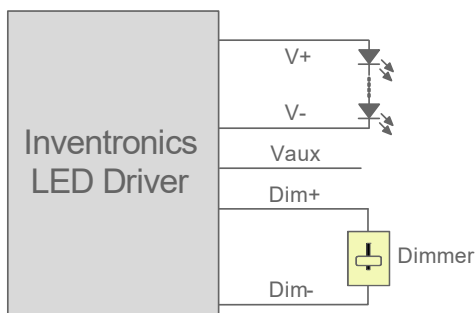 Inventronics
LED Driver
V+
V-
Vaux
Dim+
Dimmer
Dim-